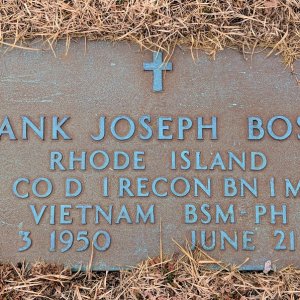 ANK JOSEPH BOS
RHODE ISLAND
CO D 1 RECON BN 1 M
VIETNAM BSM-PH
3 1950 JUNE 21